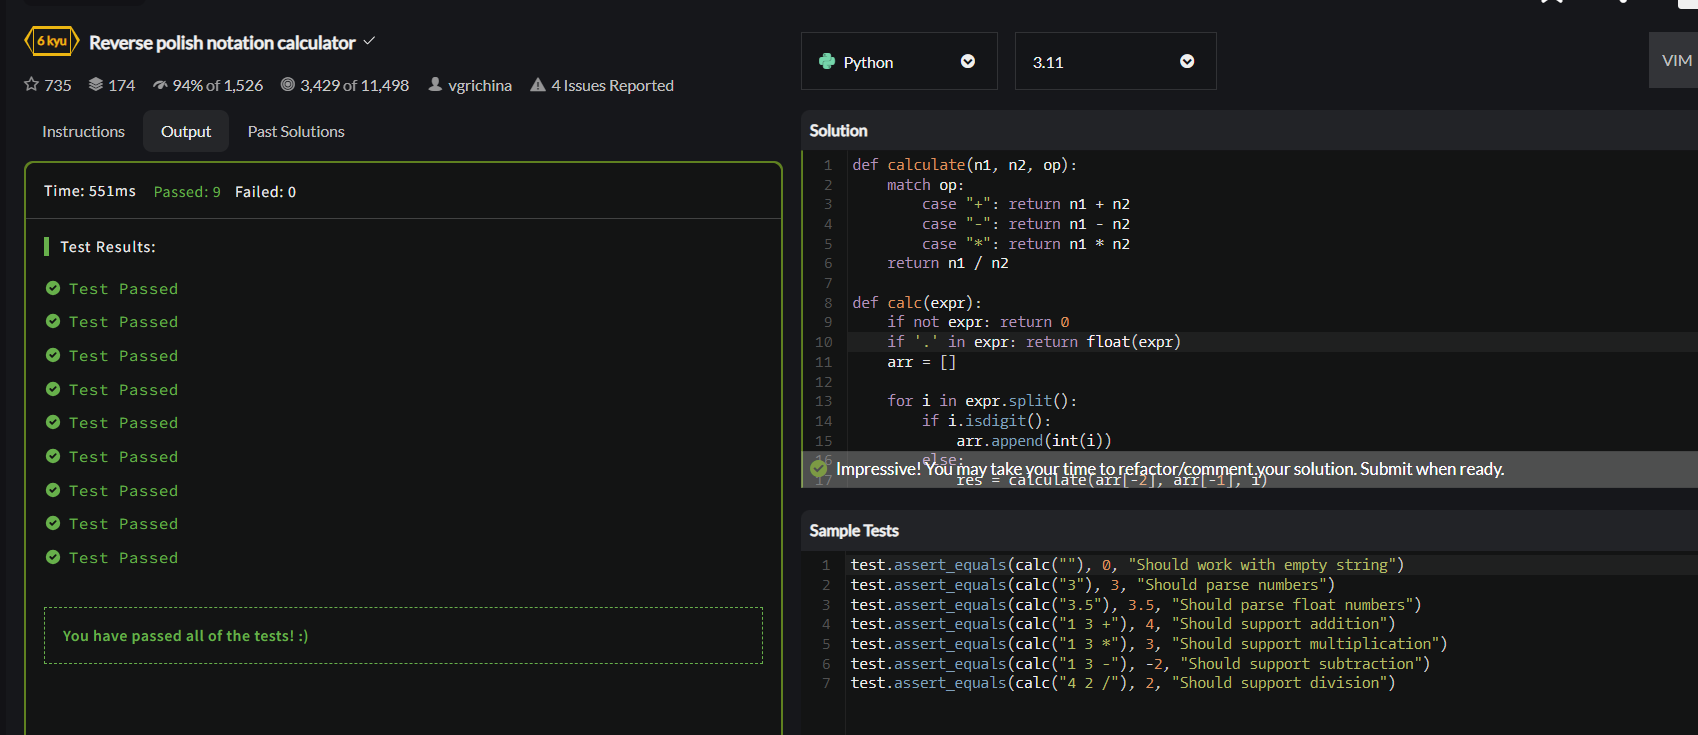 6 kyu Reverse polish notation calculator
735 174 94% of 1,526 3,429 of 11,498 vgrichina 4 Issues Reported
Instructions Output Past Solutions
Time: 551ms Passed: 9 Failed: 0
Test Results:
Test Passed
Test Passed
Test Passed
Test Passed
Test Passed
Test Passed
Test Passed
Test Passed
Test Passed
You have passed all of the tests! :)
Python 3.11 VIM
Solution
1 def calculate(n1, n2, op):
2 match op:
3 case "+": return n1 + n2
4 case "-": return n1 - n2
5 case "*": return n1 * n2
6 return n1 / n2
7
8 def calc(expr):
9 if not expr: return 0
10 if '.' in expr: return float(expr)
11 arr = []
12
13 for i in expr.split():
14 if i.isdigit():
15 arr.append(int(i))
16 else:
Impressive! You may take your time to refactor/comment your solution. Submit when ready.
17 res = calculate(arr[-2], arr[-1], i)
Sample Tests
1 test.assert_equals(calc(""), 0, "Should work with empty string")
2 test.assert_equals(calc("3"), 3, "Should parse numbers")
3 test.assert_equals(calc("3.5"), 3.5, "Should parse float numbers")
4 test.assert_equals(calc("1 3 +"), 4, "Should support addition")
5 test.assert_equals(calc("1 3 *"), 3, "Should support multiplication")
6 test.assert_equals(calc("1 3 -"), -2, "Should support subtraction")
7 test.assert_equals(calc("4 2 /"), 2, "Should support division")